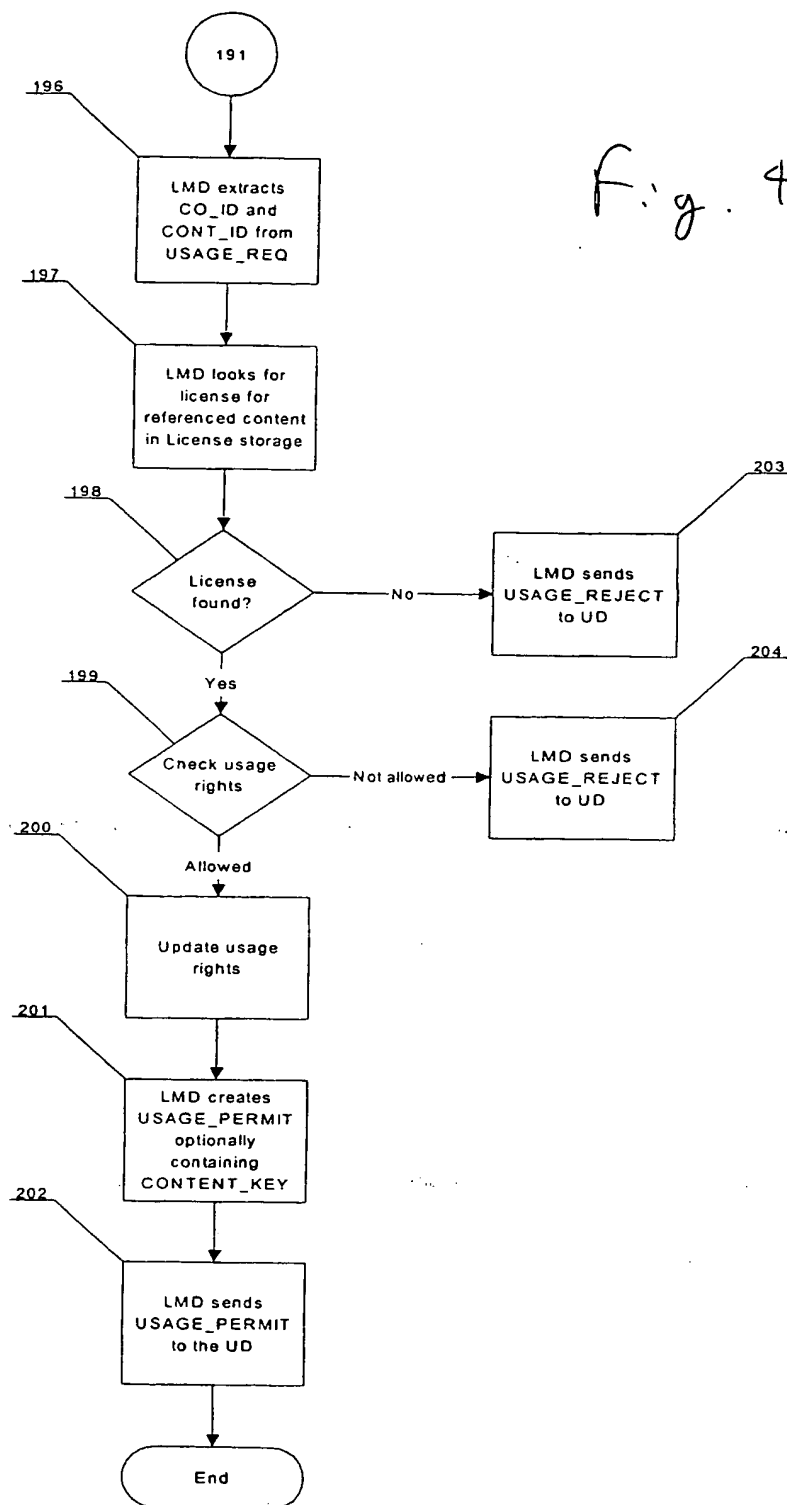 191
196
LMD extracts
CO_ID and
CONT_ID from
USAGE_REQ
Fig. 4
197
LMD looks for
license for
referenced content
in License storage
198
License
found?
No
203
LMD sends
USAGE_REJECT
to UD
Yes
199
Check usage
rights
Not allowed
204
LMD sends
USAGE_REJECT
to UD
Allowed
200
Update usage
rights
201
LMD creates
USAGE_PERMIT
optionally
containing
CONTENT_KEY
202
LMD sends
USAGE_PERMIT
to the UD
End